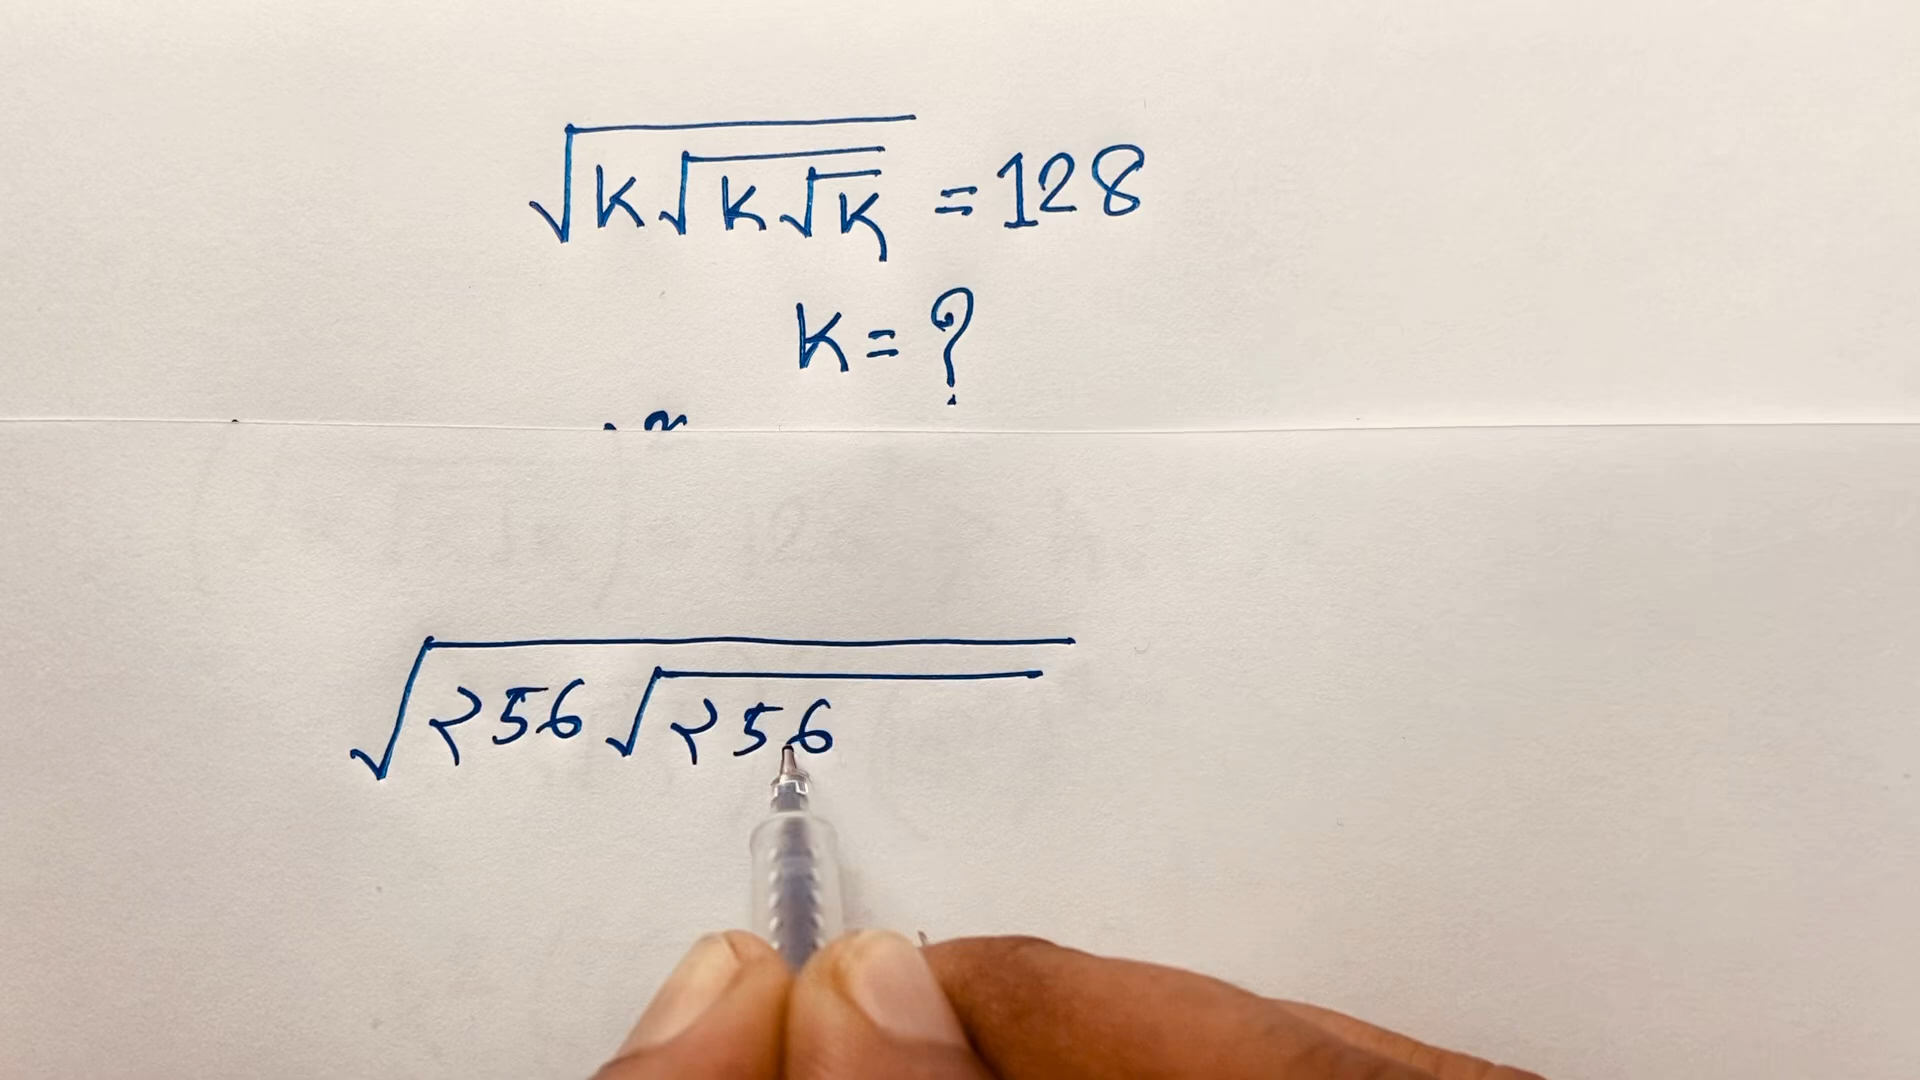 √(K√(K√K)) = 128
K = ?
√(256√(256